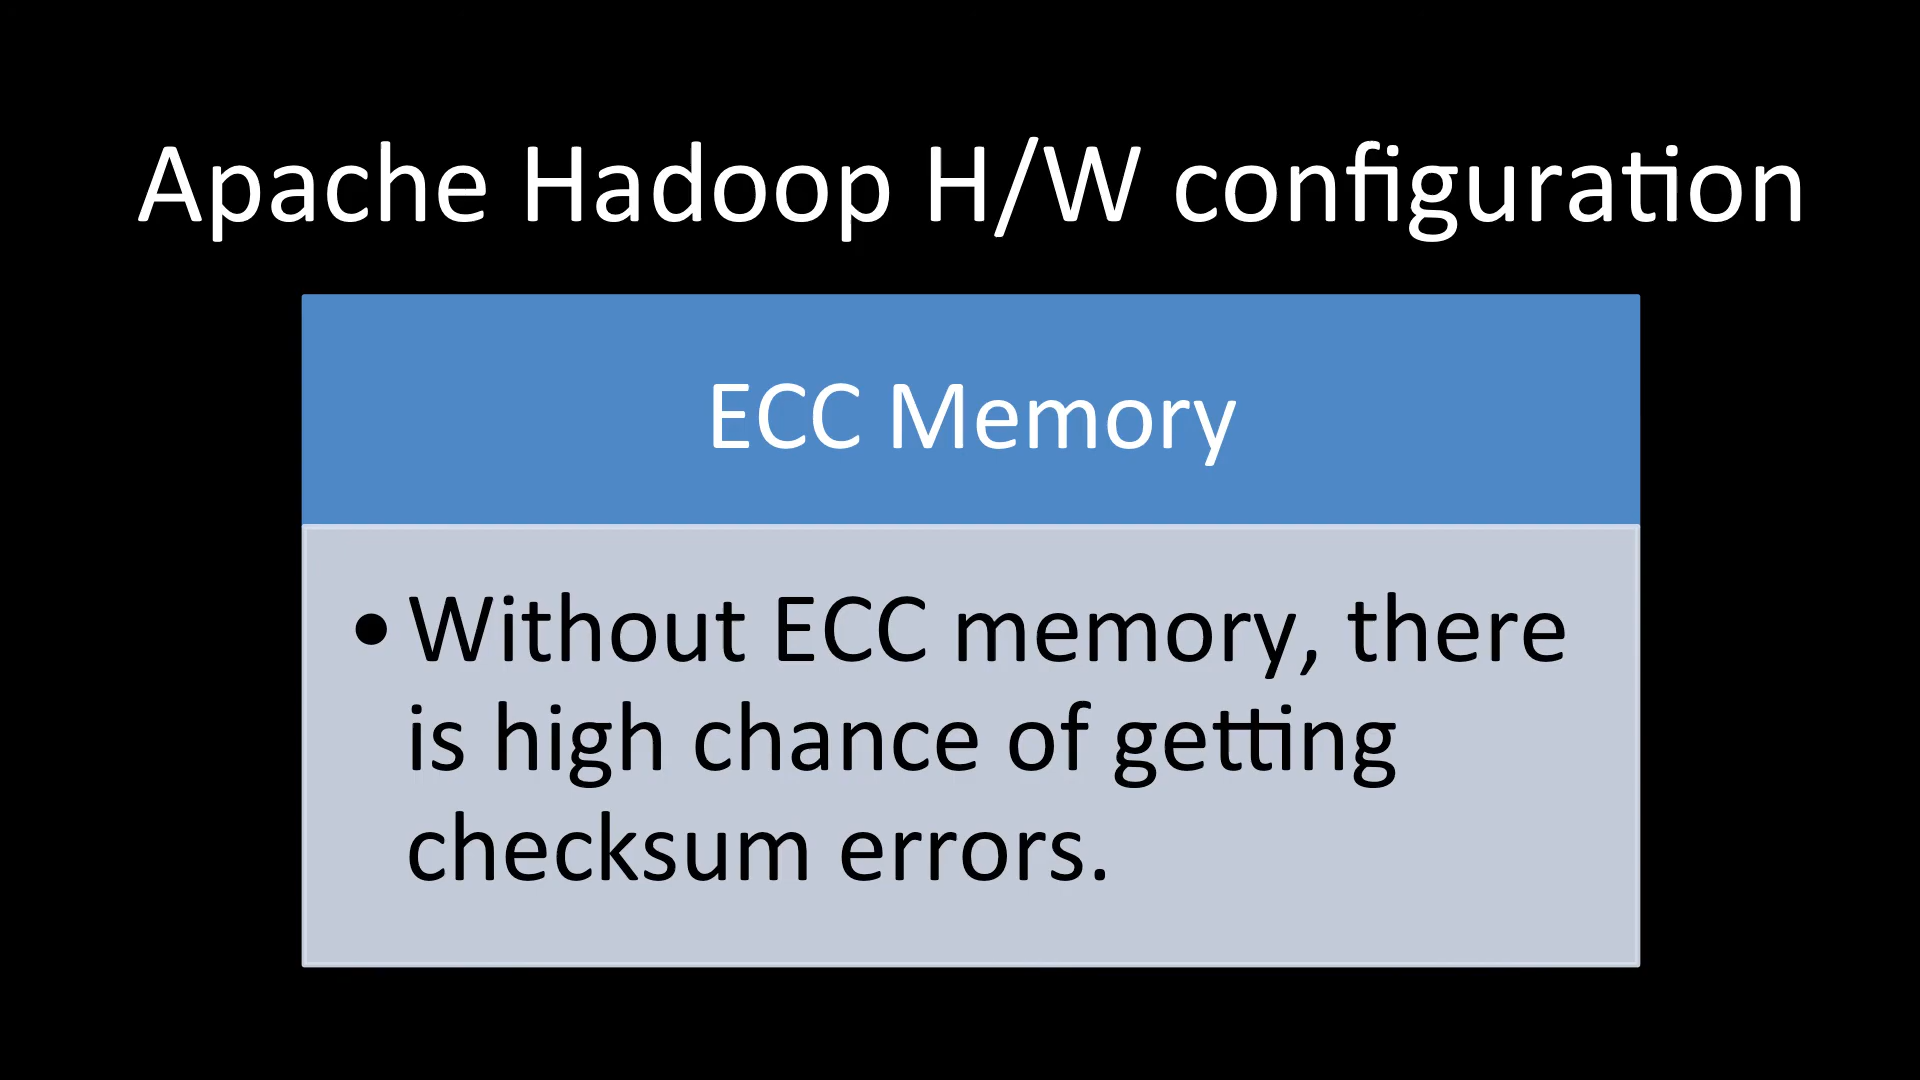 Apache Hadoop H/W configuration
ECC Memory
• Without ECC memory, there
is high chance of getting
checksum errors.